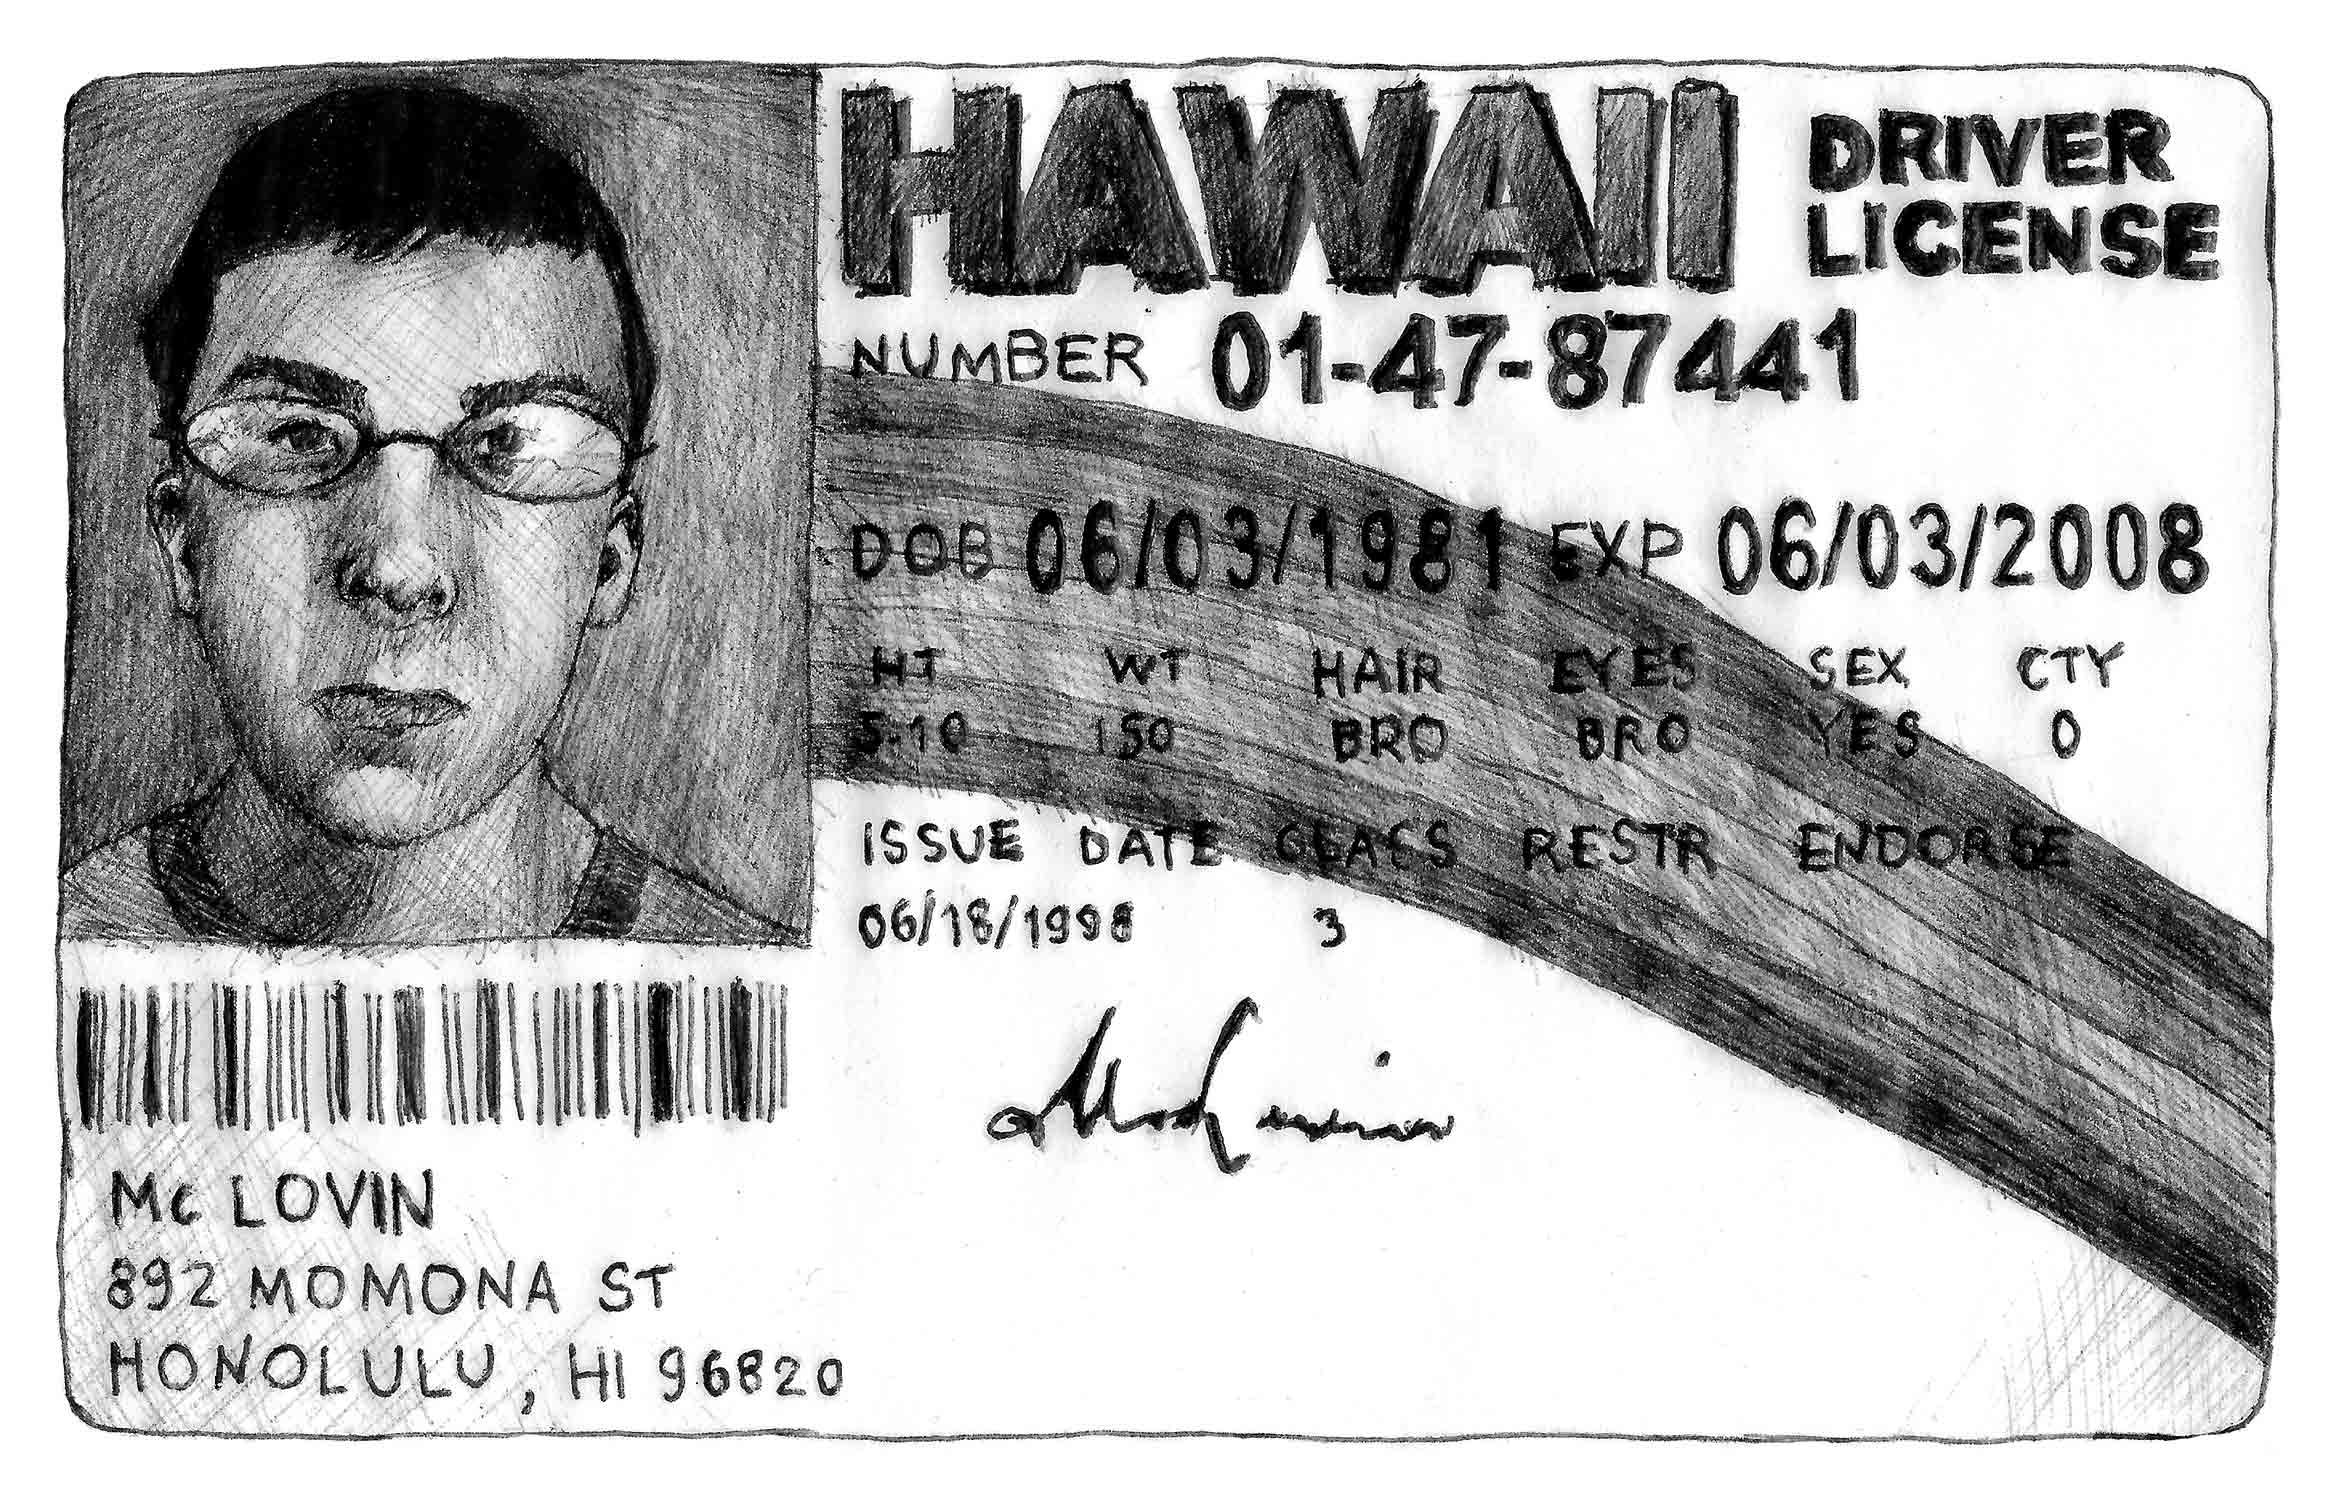 HAWAII
DRIVER
LICENSE
NUMBER 01-47-87441
DOB 06/03/1981 EXP 06/03/2008
HT WT HAIR EYES SEX CTY
5.10 150 BRO BRO YES 0
ISSUE DATE CLASS RESTR ENDORSE
06/18/1998 3
McLovin
Mc LOVIN
892 MOMONA ST
HONOLULU, HI 96820